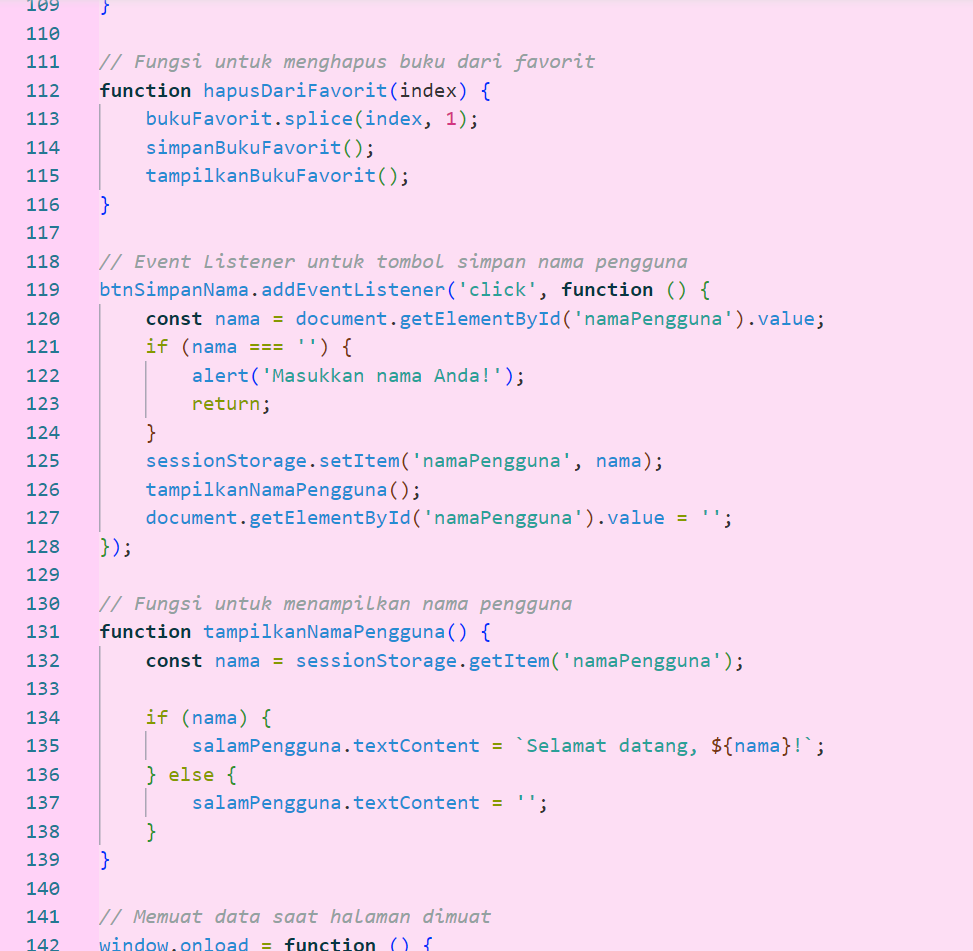 109 }
110
111 // Fungsi untuk menghapus buku dari favorit
112 function hapusDariFavorit(index) {
113     bukuFavorit.splice(index, 1);
114     simpanBukuFavorit();
115     tampilkanBukuFavorit();
116 }
117
118 // Event Listener untuk tombol simpan nama pengguna
119 btnSimpanNama.addEventListener('click', function () {
120     const nama = document.getElementById('namaPengguna').value;
121     if (nama === '') {
122         alert('Masukkan nama Anda!');
123         return;
124     }
125     sessionStorage.setItem('namaPengguna', nama);
126     tampilkanNamaPengguna();
127     document.getElementById('namaPengguna').value = '';
128 });
129
130 // Fungsi untuk menampilkan nama pengguna
131 function tampilkanNamaPengguna() {
132     const nama = sessionStorage.getItem('namaPengguna');
133
134     if (nama) {
135         salamPengguna.textContent = `Selamat datang, ${nama}!`;
136     } else {
137         salamPengguna.textContent = '';
138     }
139 }
140
141 // Memuat data saat halaman dimuat
142 window.onload = function () {